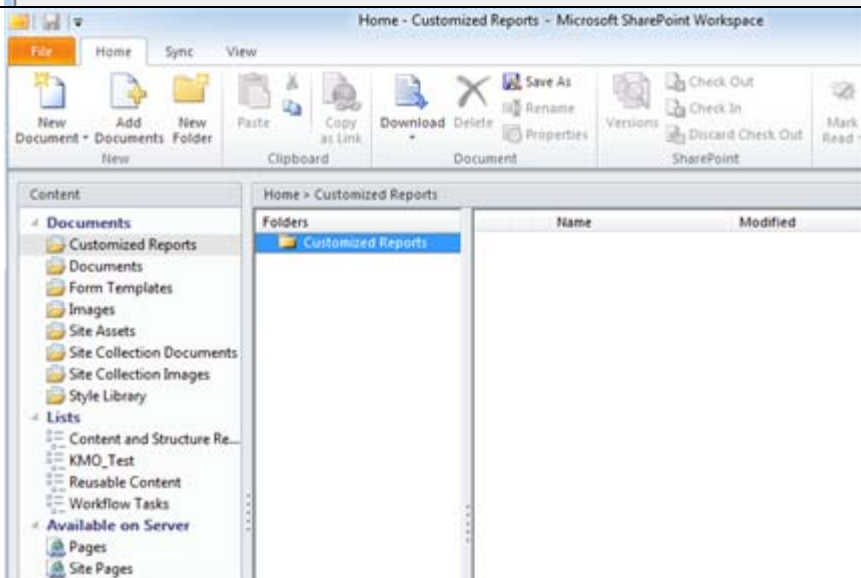 Home - Customized Reports - Microsoft SharePoint Workspace
File Home Sync View
New Document
Add Documents
New Folder
New
Paste
Copy as Link
Clipboard
Download
Delete
Save As
Rename
Properties
Document
Versions
Check Out
Check In
Discard Check Out
SharePoint
Mark
Read
Content
Home > Customized Reports
Documents
Customized Reports
Documents
Form Templates
Images
Site Assets
Site Collection Documents
Site Collection Images
Style Library
Lists
Content and Structure Re...
KMO_Test
Reusable Content
Workflow Tasks
Available on Server
Pages
Site Pages
Folders
Customized Reports
Name Modified